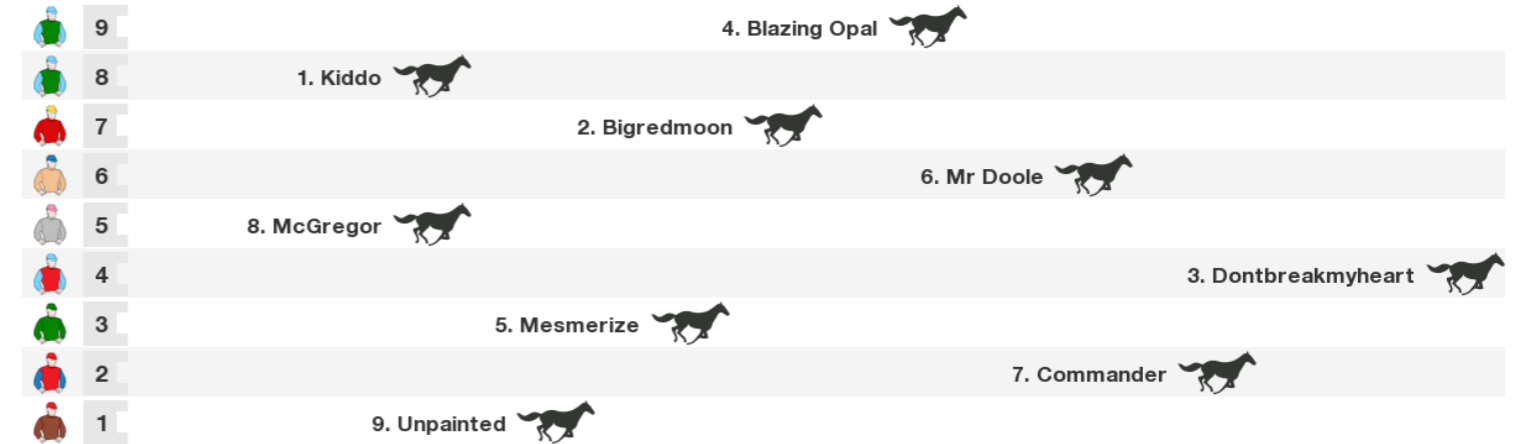 9 4. Blazing Opal
8 1. Kiddo
7 2. Bigredmoon
6 6. Mr Doole
5 8. McGregor
4 3. Dontbreakmyheart
3 5. Mesmerize
2 7. Commander
1 9. Unpainted